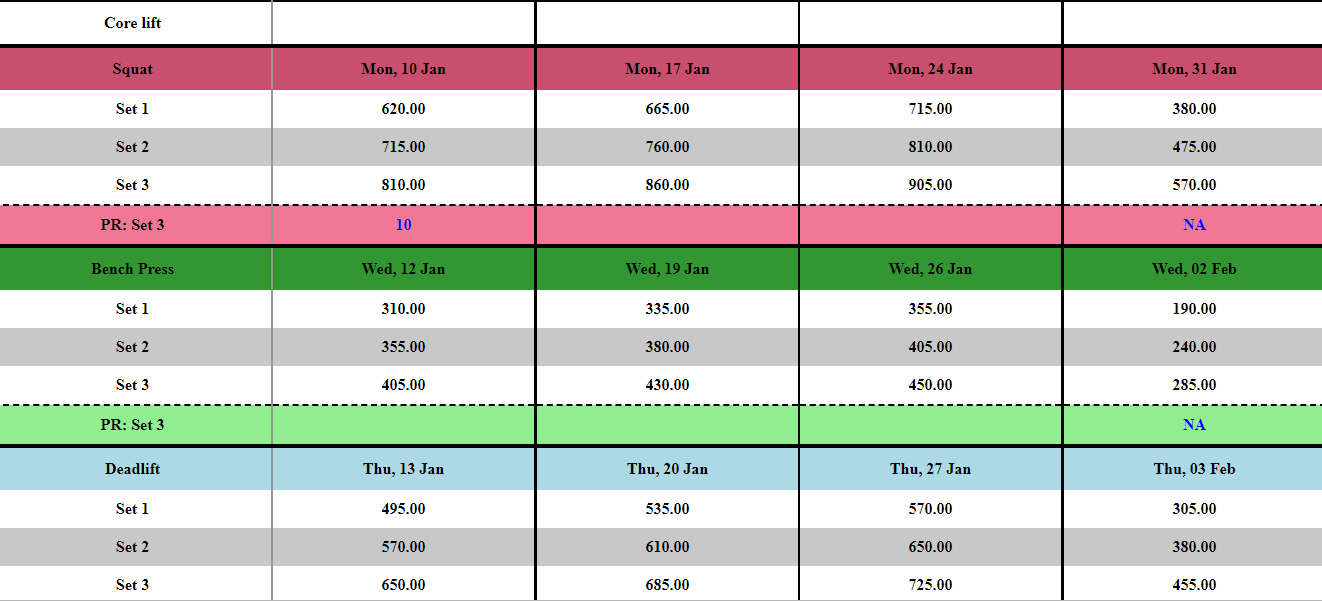 Core lift
Squat Mon, 10 Jan Mon, 17 Jan Mon, 24 Jan Mon, 31 Jan
Set 1 620.00 665.00 715.00 380.00
Set 2 715.00 760.00 810.00 475.00
Set 3 810.00 860.00 905.00 570.00
PR: Set 3 10 NA
Bench Press Wed, 12 Jan Wed, 19 Jan Wed, 26 Jan Wed, 02 Feb
Set 1 310.00 335.00 355.00 190.00
Set 2 355.00 380.00 405.00 240.00
Set 3 405.00 430.00 450.00 285.00
PR: Set 3 NA
Deadlift Thu, 13 Jan Thu, 20 Jan Thu, 27 Jan Thu, 03 Feb
Set 1 495.00 535.00 570.00 305.00
Set 2 570.00 610.00 650.00 380.00
Set 3 650.00 685.00 725.00 455.00